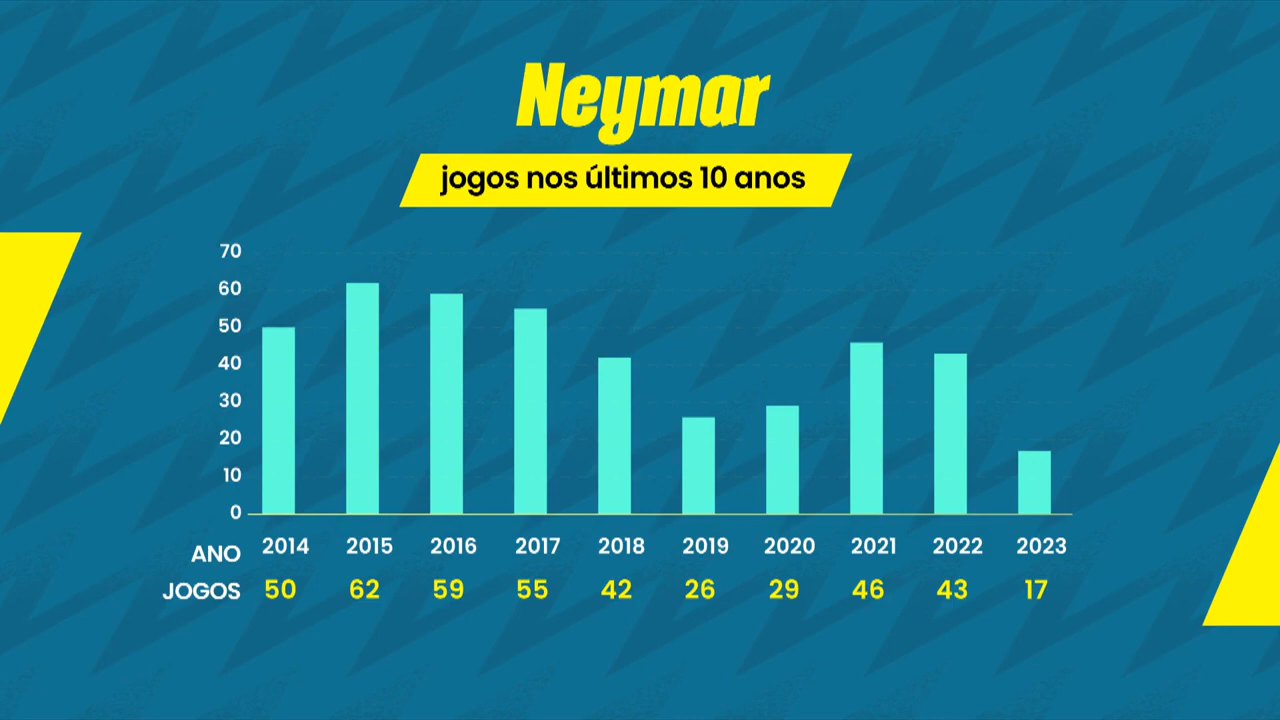 Neymar
jogos nos últimos 10 anos
70
60
50
40
30
20
10
0
ANO 2014 2015 2016 2017 2018 2019 2020 2021 2022 2023
JOGOS 50 62 59 55 42 26 29 46 43 17